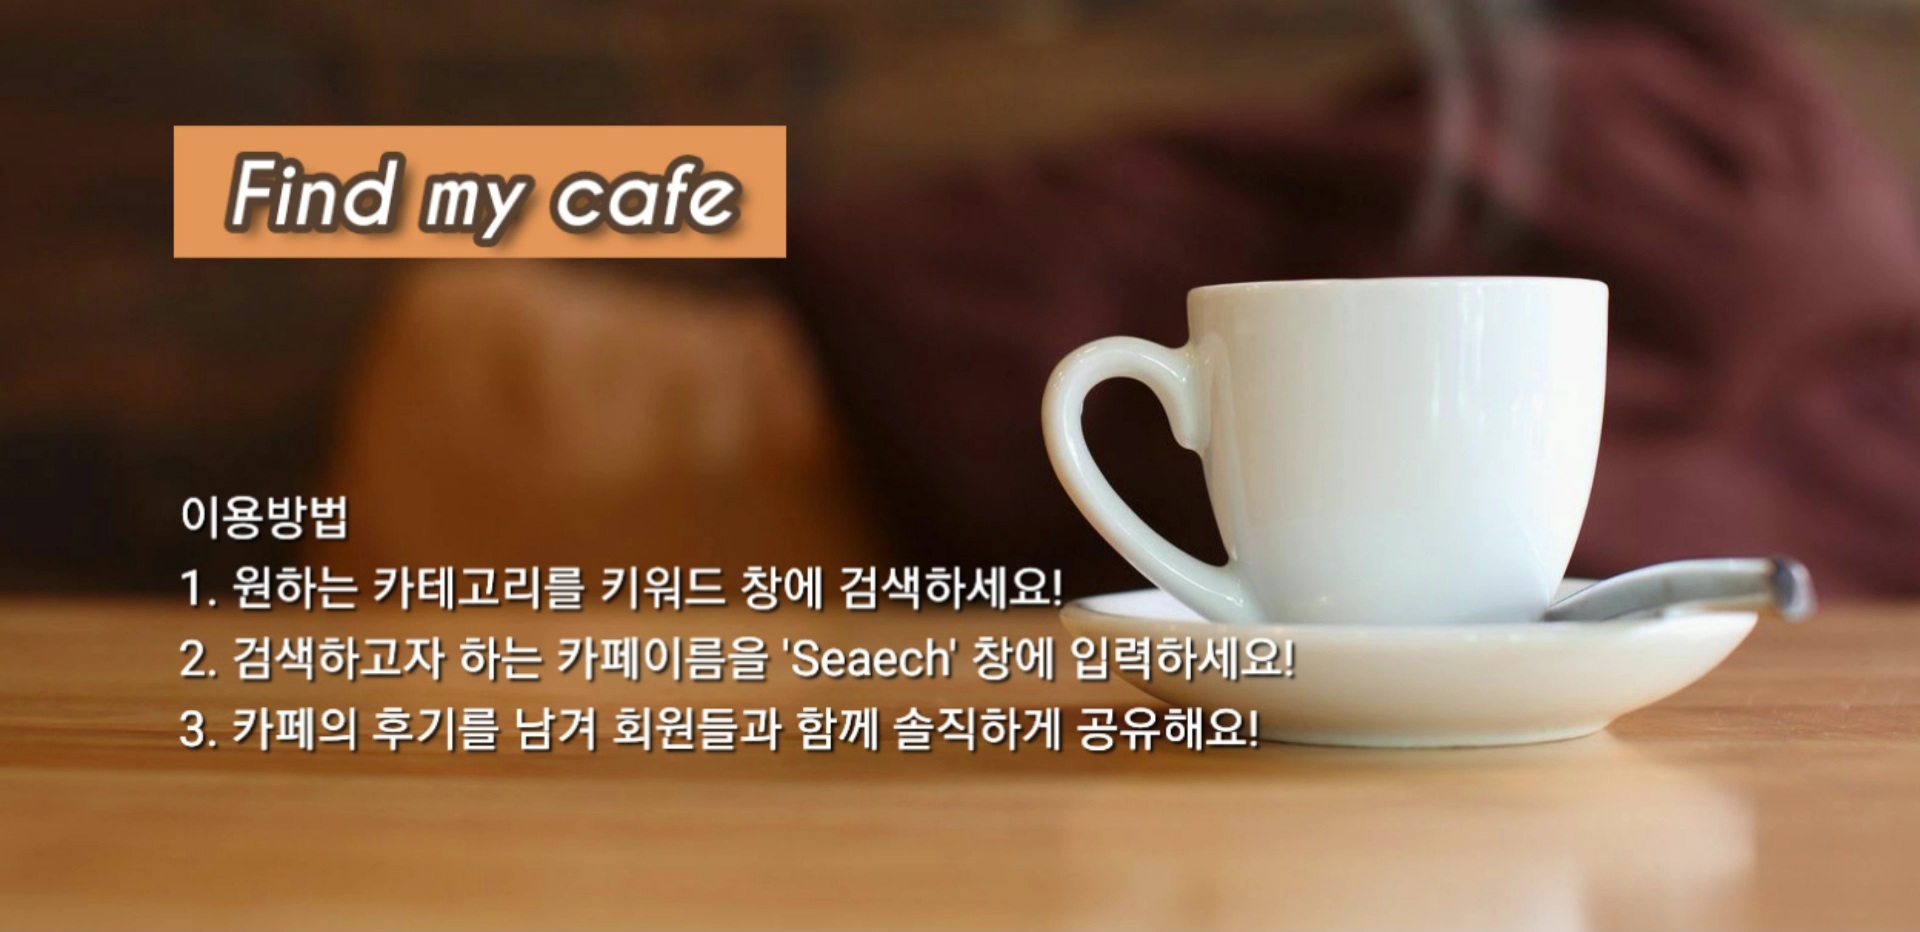 Find my cafe
이용방법
1. 원하는 카테고리를 키워드 창에 검색하세요!
2. 검색하고자 하는 카페이름을 'Seaech' 창에 입력하세요!
3. 카페의 후기를 남겨 회원들과 함께 솔직하게 공유해요!